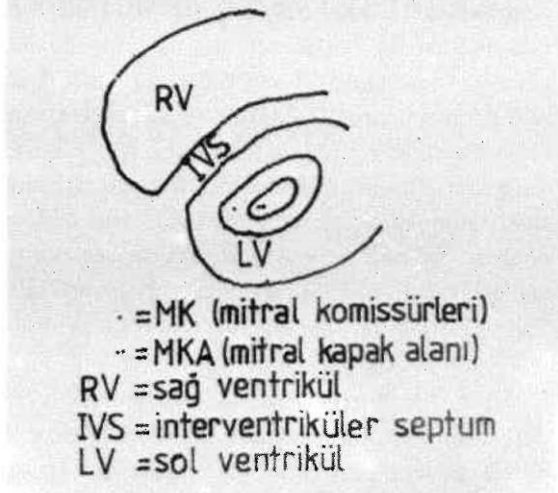 RV
IVS
LV
· =MK (mitral komissürleri)
·· =MKA (mitral kapak alanı)
RV =sağ ventrikül
IVS =interventriküler septum
LV =sol ventrikül